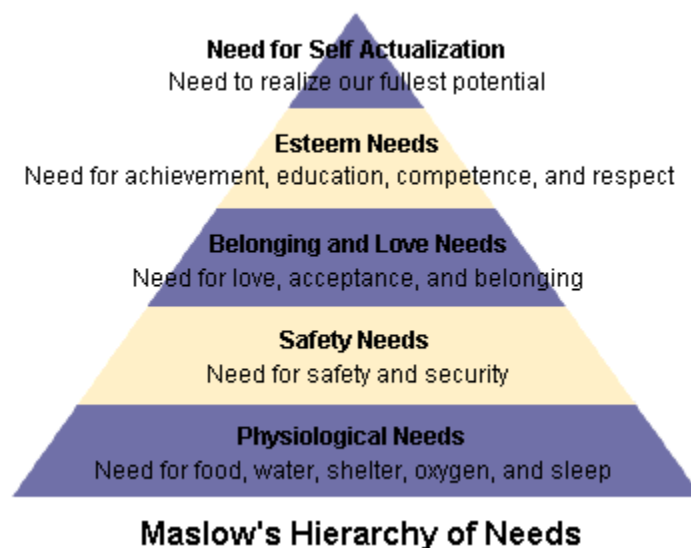 Need for Self Actualization
Need to realize our fullest potential
Esteem Needs
Need for achievement, education, competence, and respect
Belonging and Love Needs
Need for love, acceptance, and belonging
Safety Needs
Need for safety and security
Physiological Needs
Need for food, water, shelter, oxygen, and sleep
Maslow's Hierarchy of Needs